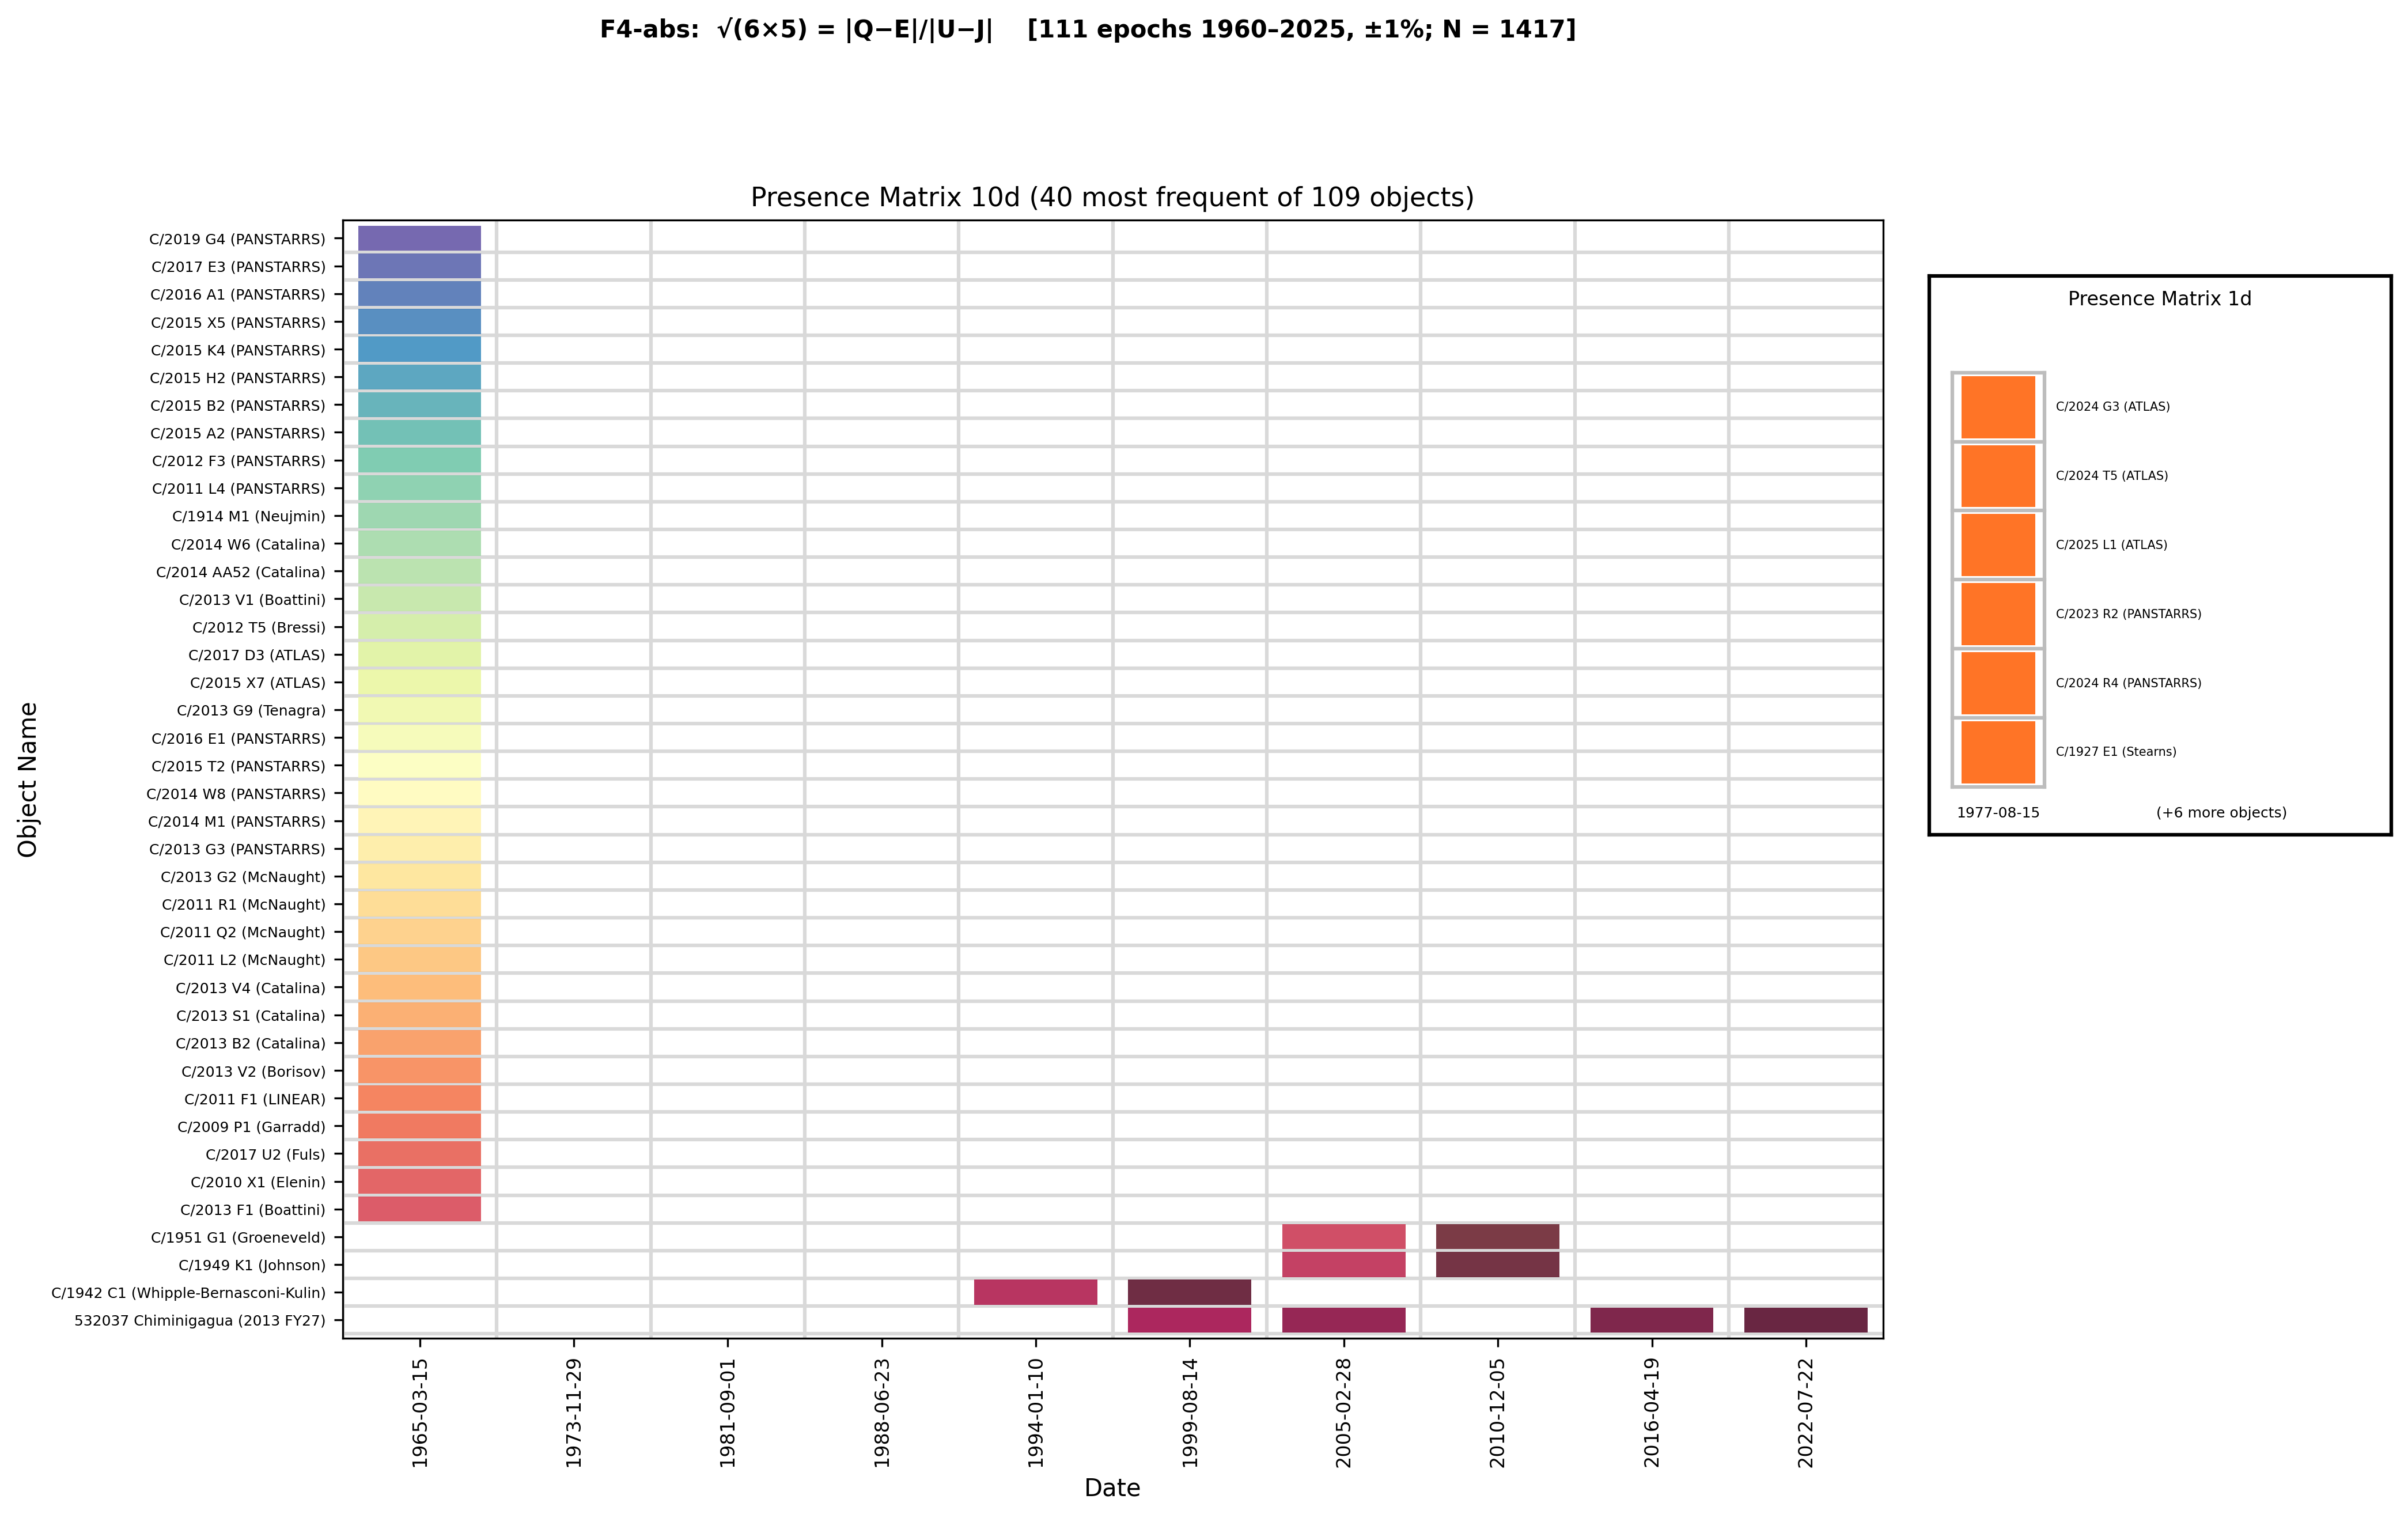 F4-abs: √(6×5) = |Q−E|/|U−J| [111 epochs 1960–2025, ±1%; N = 1417]
Presence Matrix 10d (40 most frequent of 109 objects)
Object Name
C/2019 G4 (PANSTARRS)
C/2017 E3 (PANSTARRS)
C/2016 A1 (PANSTARRS)
C/2015 X5 (PANSTARRS)
C/2015 K4 (PANSTARRS)
C/2015 H2 (PANSTARRS)
C/2015 B2 (PANSTARRS)
C/2015 A2 (PANSTARRS)
C/2012 F3 (PANSTARRS)
C/2011 L4 (PANSTARRS)
C/1914 M1 (Neujmin)
C/2014 W6 (Catalina)
C/2014 AA52 (Catalina)
C/2013 V1 (Boattini)
C/2012 T5 (Bressi)
C/2017 D3 (ATLAS)
C/2015 X7 (ATLAS)
C/2013 G9 (Tenagra)
C/2016 E1 (PANSTARRS)
C/2015 T2 (PANSTARRS)
C/2014 W8 (PANSTARRS)
C/2014 M1 (PANSTARRS)
C/2013 G3 (PANSTARRS)
C/2013 G2 (McNaught)
C/2011 R1 (McNaught)
C/2011 Q2 (McNaught)
C/2011 L2 (McNaught)
C/2013 V4 (Catalina)
C/2013 S1 (Catalina)
C/2013 B2 (Catalina)
C/2013 V2 (Borisov)
C/2011 F1 (LINEAR)
C/2009 P1 (Garradd)
C/2017 U2 (Fuls)
C/2010 X1 (Elenin)
C/2013 F1 (Boattini)
C/1951 G1 (Groeneveld)
C/1949 K1 (Johnson)
C/1942 C1 (Whipple-Bernasconi-Kulin)
532037 Chiminigagua (2013 FY27)
1965-03-15
1973-11-29
1981-09-01
1988-06-23
1994-01-10
1999-08-14
2005-02-28
2010-12-05
2016-04-19
2022-07-22
Date
Presence Matrix 1d
C/2024 G3 (ATLAS)
C/2024 T5 (ATLAS)
C/2025 L1 (ATLAS)
C/2023 R2 (PANSTARRS)
C/2024 R4 (PANSTARRS)
C/1927 E1 (Stearns)
1977-08-15 (+6 more objects)